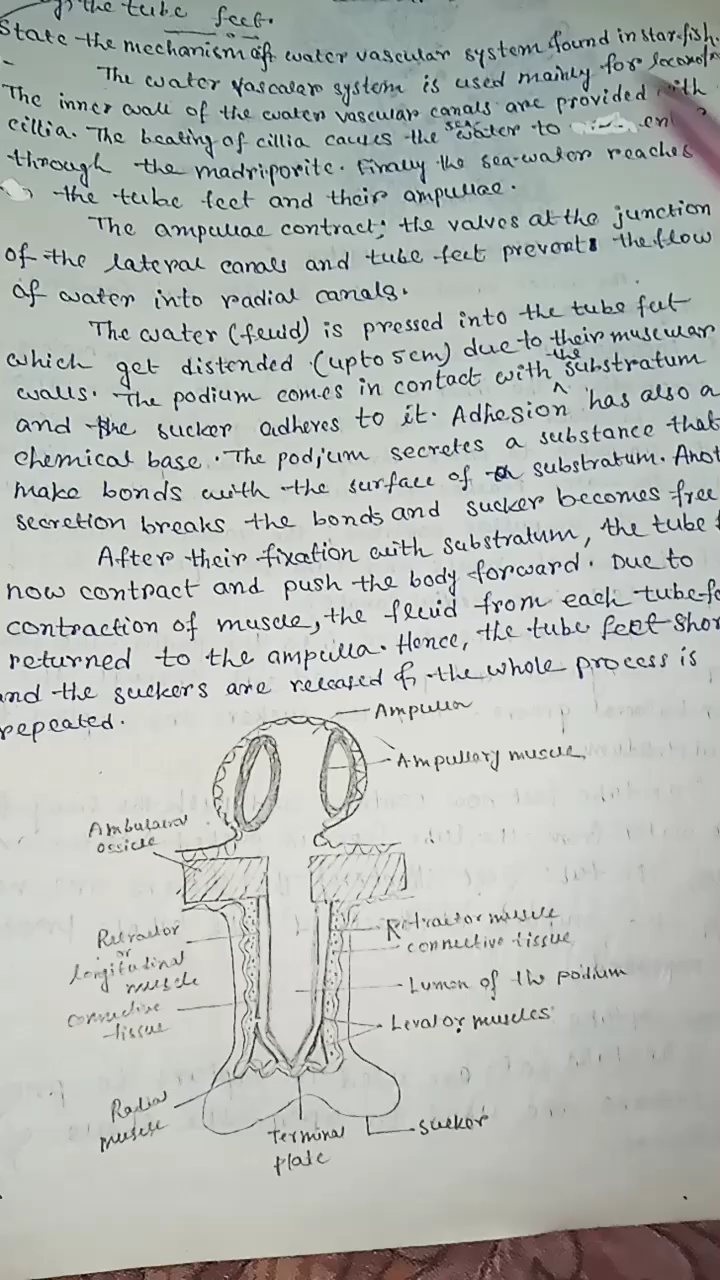 the tube feet.
State the mechanism of water vascular system found in star-fish.
The water vascular system is used mainly for
The inner wall of the water vascular canals are provided with
cillia. The beating of cillia causes the sea water to
through the madriporite. Finally the sea-water reaches
the tube feet and their ampullae.
The ampullae contract; the valves at the junction
of the lateral canals and tube feet prevents the flow
of water into radial canals.
The water (fluid) is pressed into the tube feet
which get distended (upto 5cm) due to their muscular
walls. The podium comes in contact with the substratum
and the sucker adheres to it. Adhesion has also a
chemical base. The podium secretes a substance that
make bonds with the surface of a substratum. Anot
secretion breaks the bonds and sucker becomes free
After their fixation with substratum, the tube f
now contract and push the body forward. Due to
contraction of muscle, the fluid from each tube-fe
returned to the ampulla. Hence, the tube feet shor
and the suckers are released & the whole process is
repeated.
Ampulla
Ampullary muscle
Ambulacral
ossicle
Retractor
or
longitudinal
muscle
connective
tissue
Retractor muscle
connective tissue
Lumen of the podium
Levator muscles
Radial
muscle
Terminal
plate
sucker